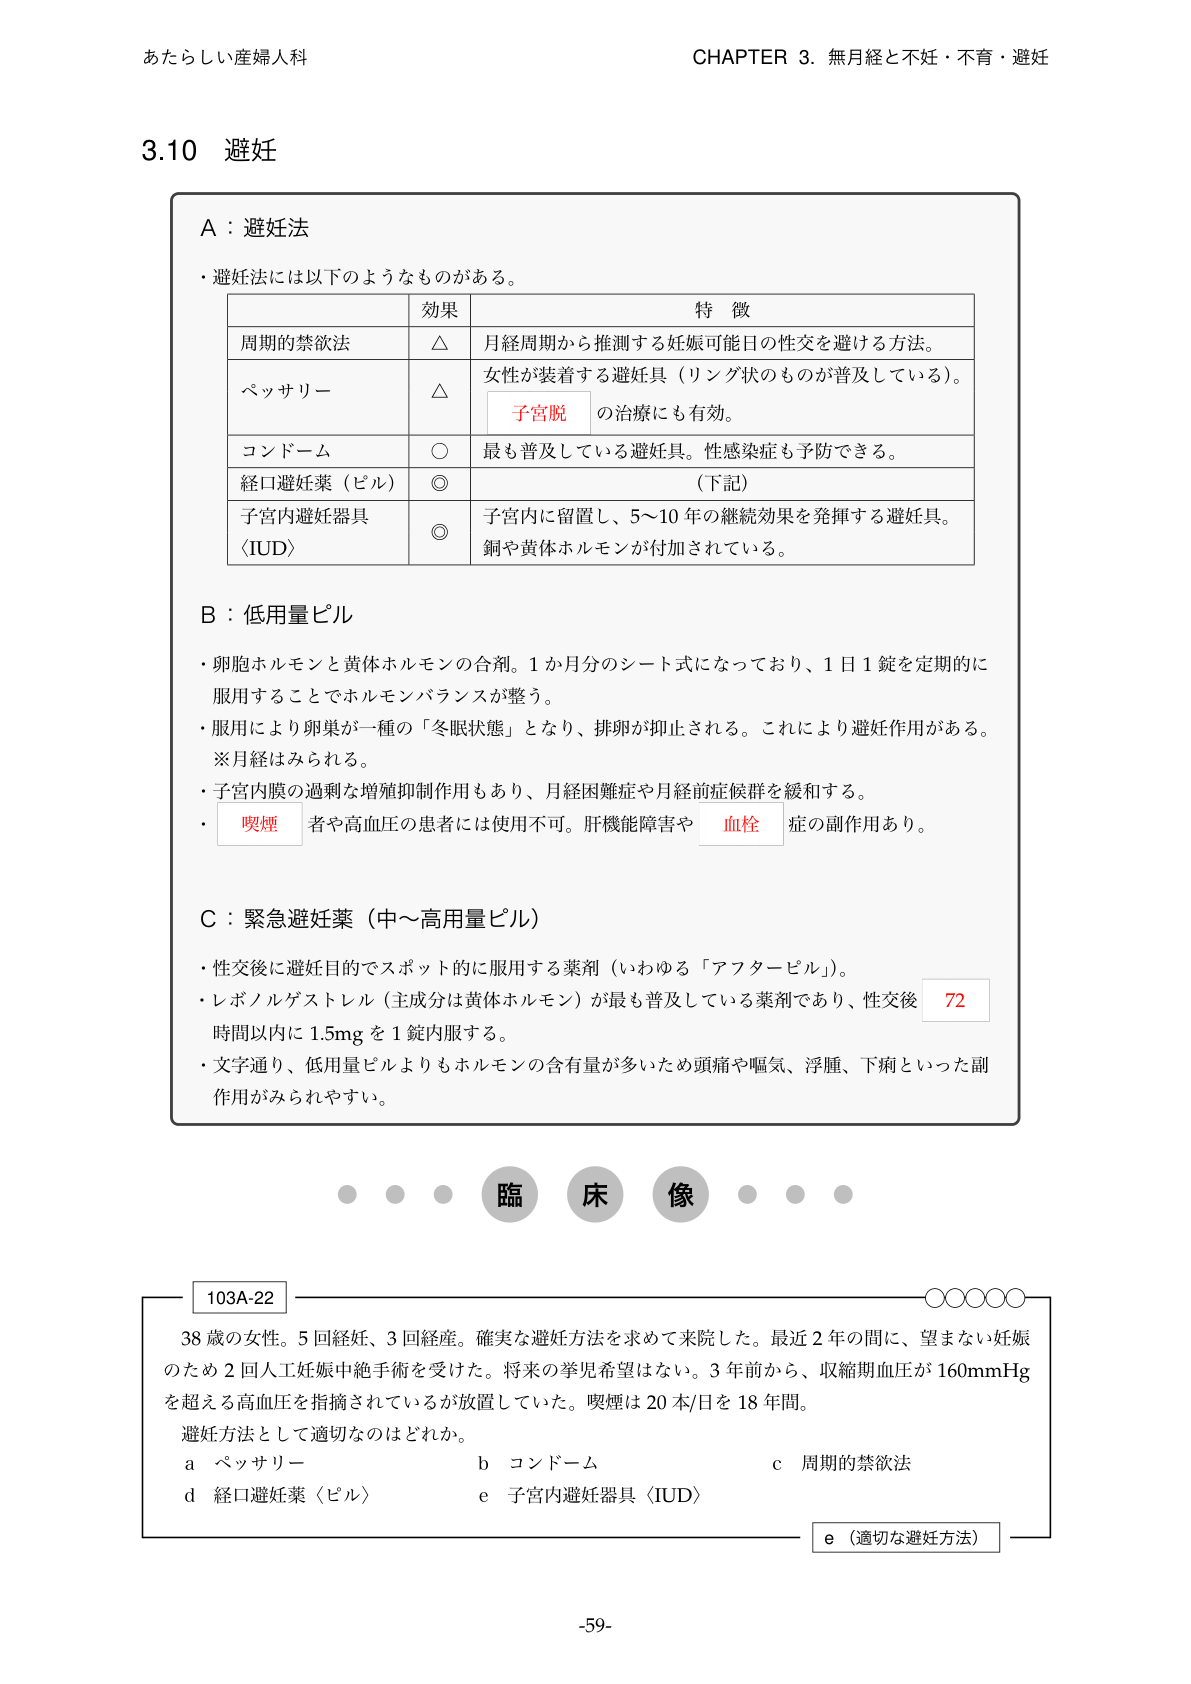 あたらしい産婦人科
CHAPTER 3. 無月経と不妊・不育・避妊
3.10 避妊
A：避妊法
・避妊法には以下のようなものがある。
効果 特 徴
周期的禁欲法 △ 月経周期から推測する妊娠可能日の性交を避ける方法。
ペッサリー △ 女性が装着する避妊具（リング状のものが普及している）。
子宮脱 の治療にも有効。
コンドーム ○ 最も普及している避妊具。性感染症も予防できる。
経口避妊薬（ピル） ◎ （下記）
子宮内避妊器具
〈IUD〉
◎
子宮内に留置し、5〜10 年の継続効果を発揮する避妊具。
銅や黄体ホルモンが付加されている。
B：低用量ピル
・卵胞ホルモンと黄体ホルモンの合剤。1 か月分のシート式になっており、1 日 1 錠を定期的に
服用することでホルモンバランスが整う。
・服用により卵巣が一種の「冬眠状態」となり、排卵が抑止される。これにより避妊作用がある。
※月経はみられる。
・子宮内膜の過剰な増殖抑制作用もあり、月経困難症や月経前症候群を緩和する。
・ 喫煙 者や高血圧の患者には使用不可。肝機能障害や 血栓 症の副作用あり。
C：緊急避妊薬（中〜高用量ピル）
・性交後に避妊目的でスポット的に服用する薬剤（いわゆる「アフターピル」）。
・レボノルゲストレル（主成分は黄体ホルモン）が最も普及している薬剤であり、性交後 72
時間以内に 1.5mg を 1 錠内服する。
・文字通り、低用量ピルよりもホルモンの含有量が多いため頭痛や嘔気、浮腫、下痢といった副
作用がみられやすい。
臨 床 像
103A-22 ○○○○○
38 歳の女性。5 回経妊、3 回経産。確実な避妊方法を求めて来院した。最近 2 年の間に、望まない妊娠
のため 2 回人工妊娠中絶手術を受けた。将来の挙児希望はない。3 年前から、収縮期血圧が 160mmHg
を超える高血圧を指摘されているが放置していた。喫煙は 20 本/日を 18 年間。
避妊方法として適切なのはどれか。
a ペッサリー b コンドーム c 周期的禁欲法
d 経口避妊薬〈ピル〉 e 子宮内避妊器具〈IUD〉
e （適切な避妊方法）
-59-